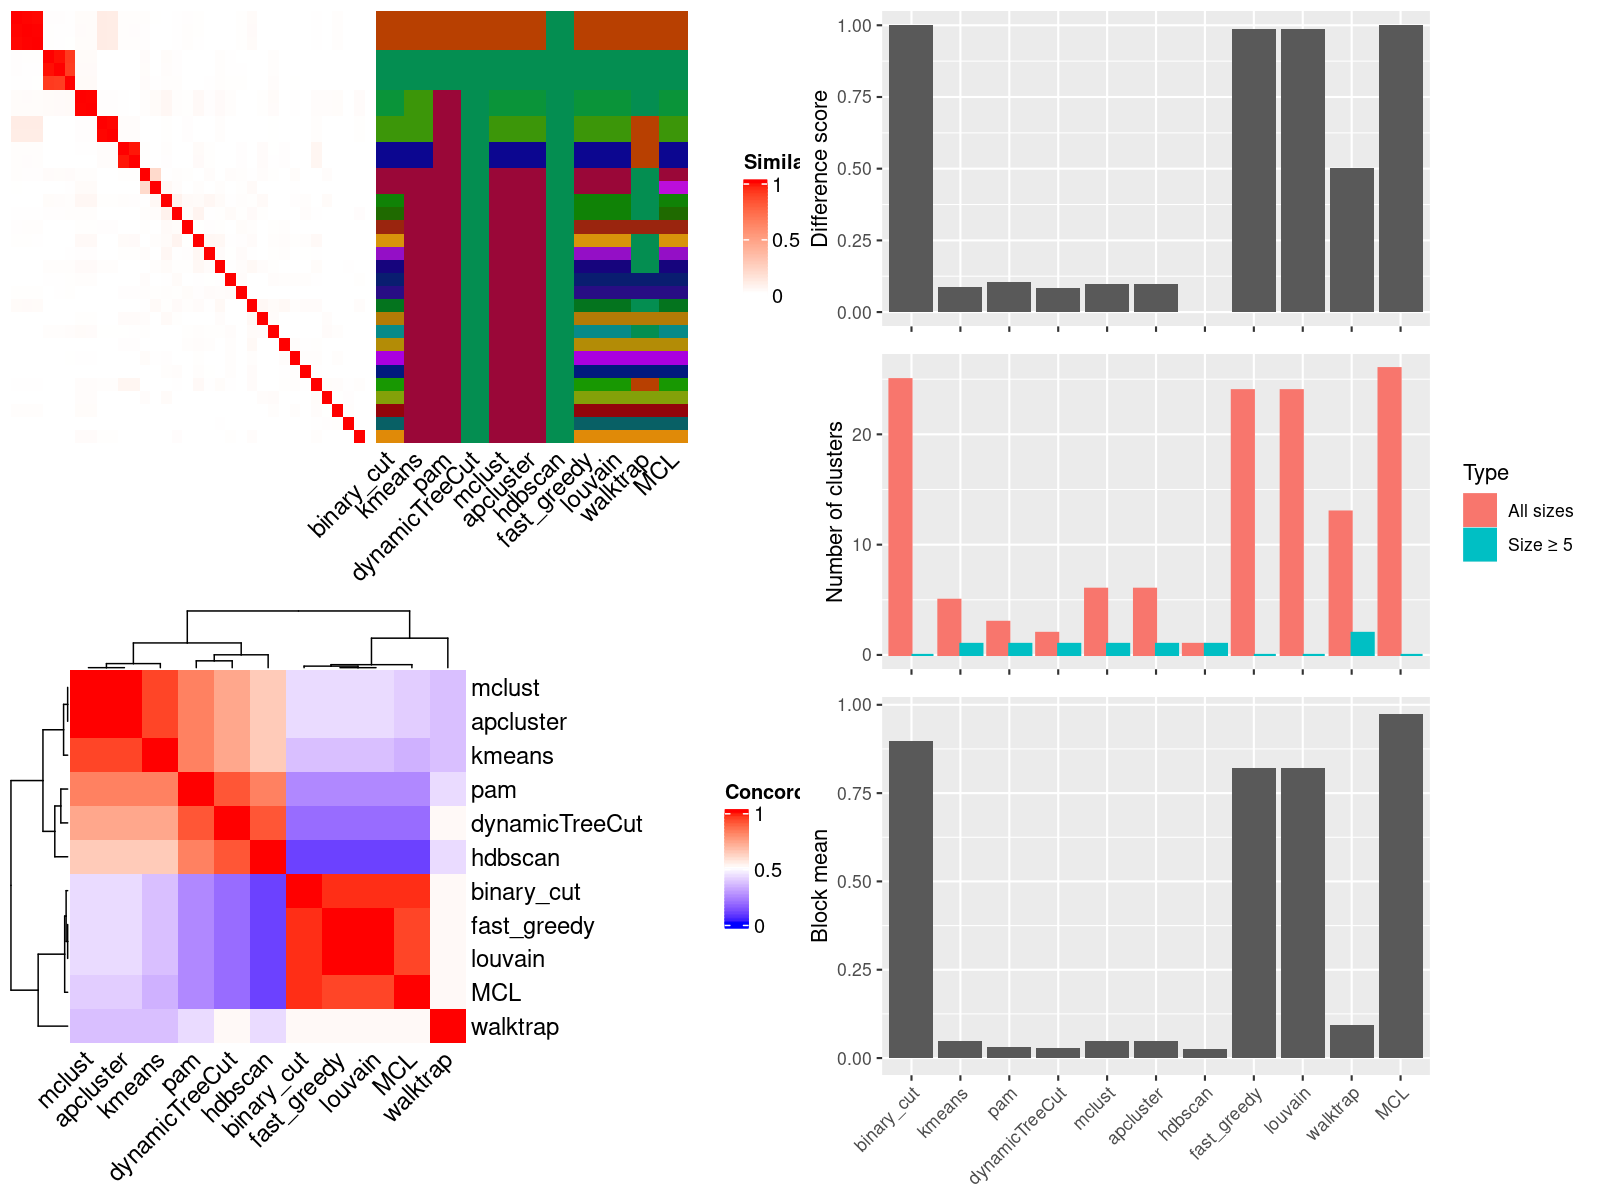 Simila
1
0.5
0
binary_cut
kmeans
pam
dynamicTreeCut
mclust
apcluster
hdbscan
fast_greedy
louvain
walktrap
MCL
mclust
apcluster
kmeans
pam
dynamicTreeCut
hdbscan
binary_cut
fast_greedy
louvain
MCL
walktrap
mclust
apcluster
kmeans
pam
dynamicTreeCut
hdbscan
binary_cut
fast_greedy
louvain
MCL
walktrap
Concord
1
0.5
0
Difference score
1.00
0.75
0.50
0.25
0.00
Number of clusters
20
10
0
Type
All sizes
Size ≥ 5
Block mean
1.00
0.75
0.50
0.25
0.00
binary_cut
kmeans
pam
dynamicTreeCut
mclust
apcluster
hdbscan
fast_greedy
louvain
walktrap
MCL